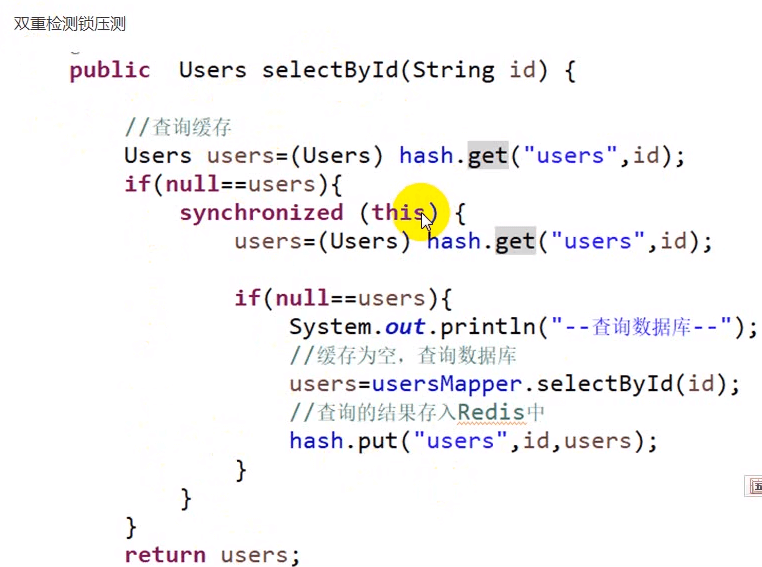 双重检测锁压测
public  Users selectById(String id) {
//查询缓存
Users users=(Users) hash.get("users",id);
if(null==users){
synchronized (this) {
users=(Users) hash.get("users",id);
if(null==users){
System.out.println("--查询数据库--");
//缓存为空，查询数据库
users=usersMapper.selectById(id);
//查询的结果存入Redis中
hash.put("users",id,users);
}
}
}
return users;